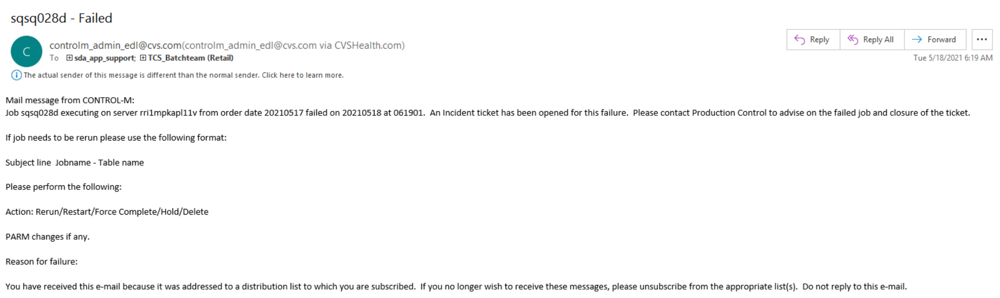 sqsq028d - Failed
C
controlm_admin_edl@cvs.com(controlm_admin_edl@cvs.com via CVSHealth.com)
To sda_app_support; TCS_Batchteam (Retail)
Reply Reply All Forward ...
Tue 5/18/2021 6:19 AM
The actual sender of this message is different than the normal sender. Click here to learn more.
Mail message from CONTROL-M:
Job sqsq028d executing on server rri1mpkapl11v from order date 20210517 failed on 20210518 at 061901.  An Incident ticket has been opened for this failure.  Please contact Production Control to advise on the failed job and closure of the ticket.
If job needs to be rerun please use the following format:
Subject line  Jobname - Table name
Please perform the following:
Action: Rerun/Restart/Force Complete/Hold/Delete
PARM changes if any.
Reason for failure:
You have received this e-mail because it was addressed to a distribution list to which you are subscribed.  If you no longer wish to receive these messages, please unsubscribe from the appropriate list(s).  Do not reply to this e-mail.